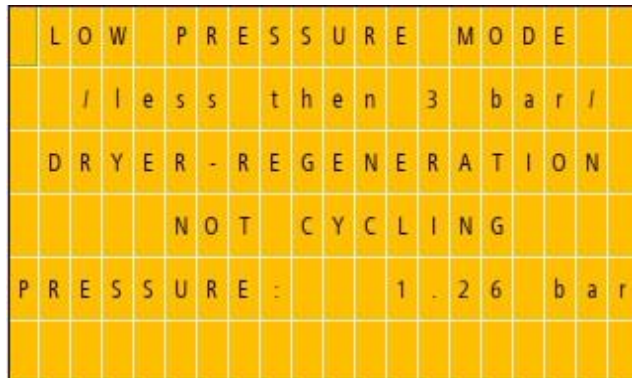 LOW PRESSURE MODE
/less then 3 bar/
DRYER-REGENERATION
NOT CYCLING
PRESSURE: 1.26 bar